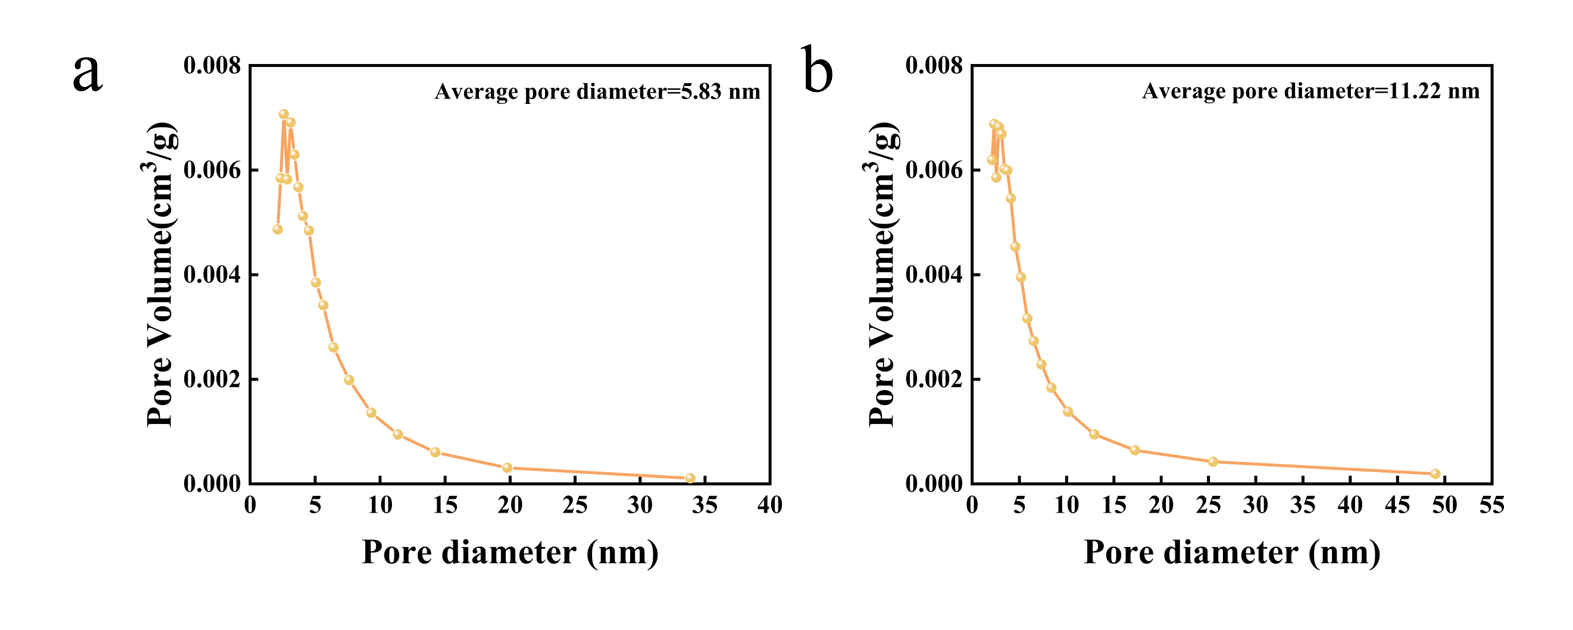 a
Average pore diameter=5.83 nm
Pore Volume(cm³/g)
0.008
0.006
0.004
0.002
0.000
0 5 10 15 20 25 30 35 40
Pore diameter (nm)
b
Average pore diameter=11.22 nm
Pore Volume(cm³/g)
0.008
0.006
0.004
0.002
0.000
0 5 10 15 20 25 30 35 40 45 50 55
Pore diameter (nm)